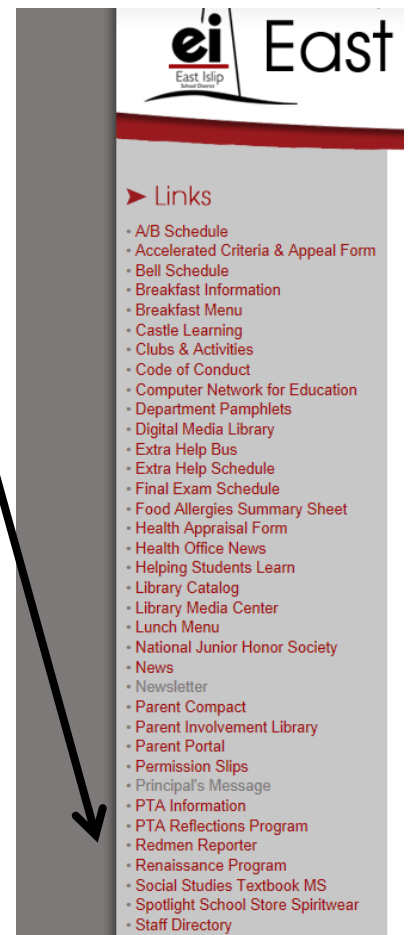 ei
East Islip
School District
East
➤ Links
• A/B Schedule
• Accelerated Criteria & Appeal Form
• Bell Schedule
• Breakfast Information
• Breakfast Menu
• Castle Learning
• Clubs & Activities
• Code of Conduct
• Computer Network for Education
• Department Pamphlets
• Digital Media Library
• Extra Help Bus
• Extra Help Schedule
• Final Exam Schedule
• Food Allergies Summary Sheet
• Health Appraisal Form
• Health Office News
• Helping Students Learn
• Library Catalog
• Library Media Center
• Lunch Menu
• National Junior Honor Society
• News
• Newsletter
• Parent Compact
• Parent Involvement Library
• Parent Portal
• Permission Slips
• Principal's Message
• PTA Information
• PTA Reflections Program
• Redmen Reporter
• Renaissance Program
• Social Studies Textbook MS
• Spotlight School Store Spiritwear
• Staff Directory